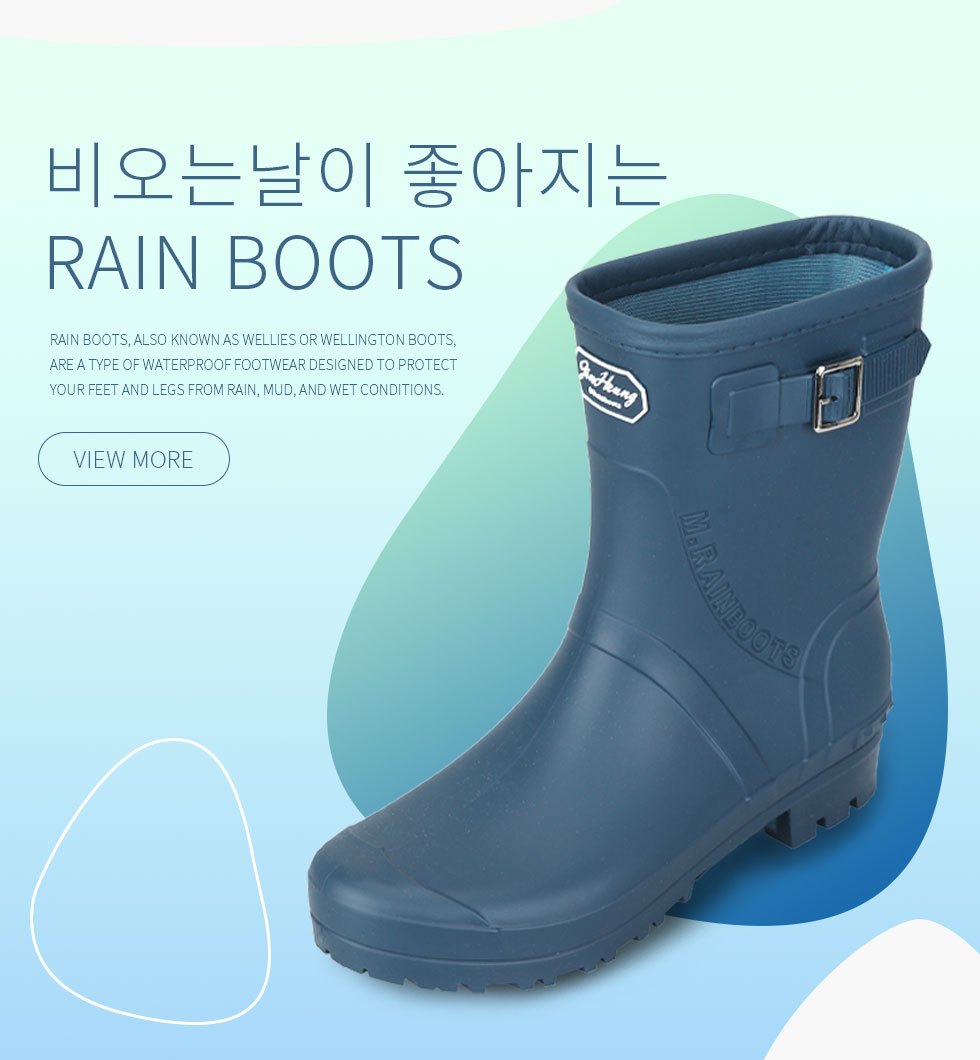 비오는날이 좋아지는
RAIN BOOTS
RAIN BOOTS, ALSO KNOWN AS WELLIES OR WELLINGTON BOOTS,
ARE A TYPE OF WATERPROOF FOOTWEAR DESIGNED TO PROTECT
YOUR FEET AND LEGS FROM RAIN, MUD, AND WET CONDITIONS.
VIEW MORE
M.RAINBOOTS